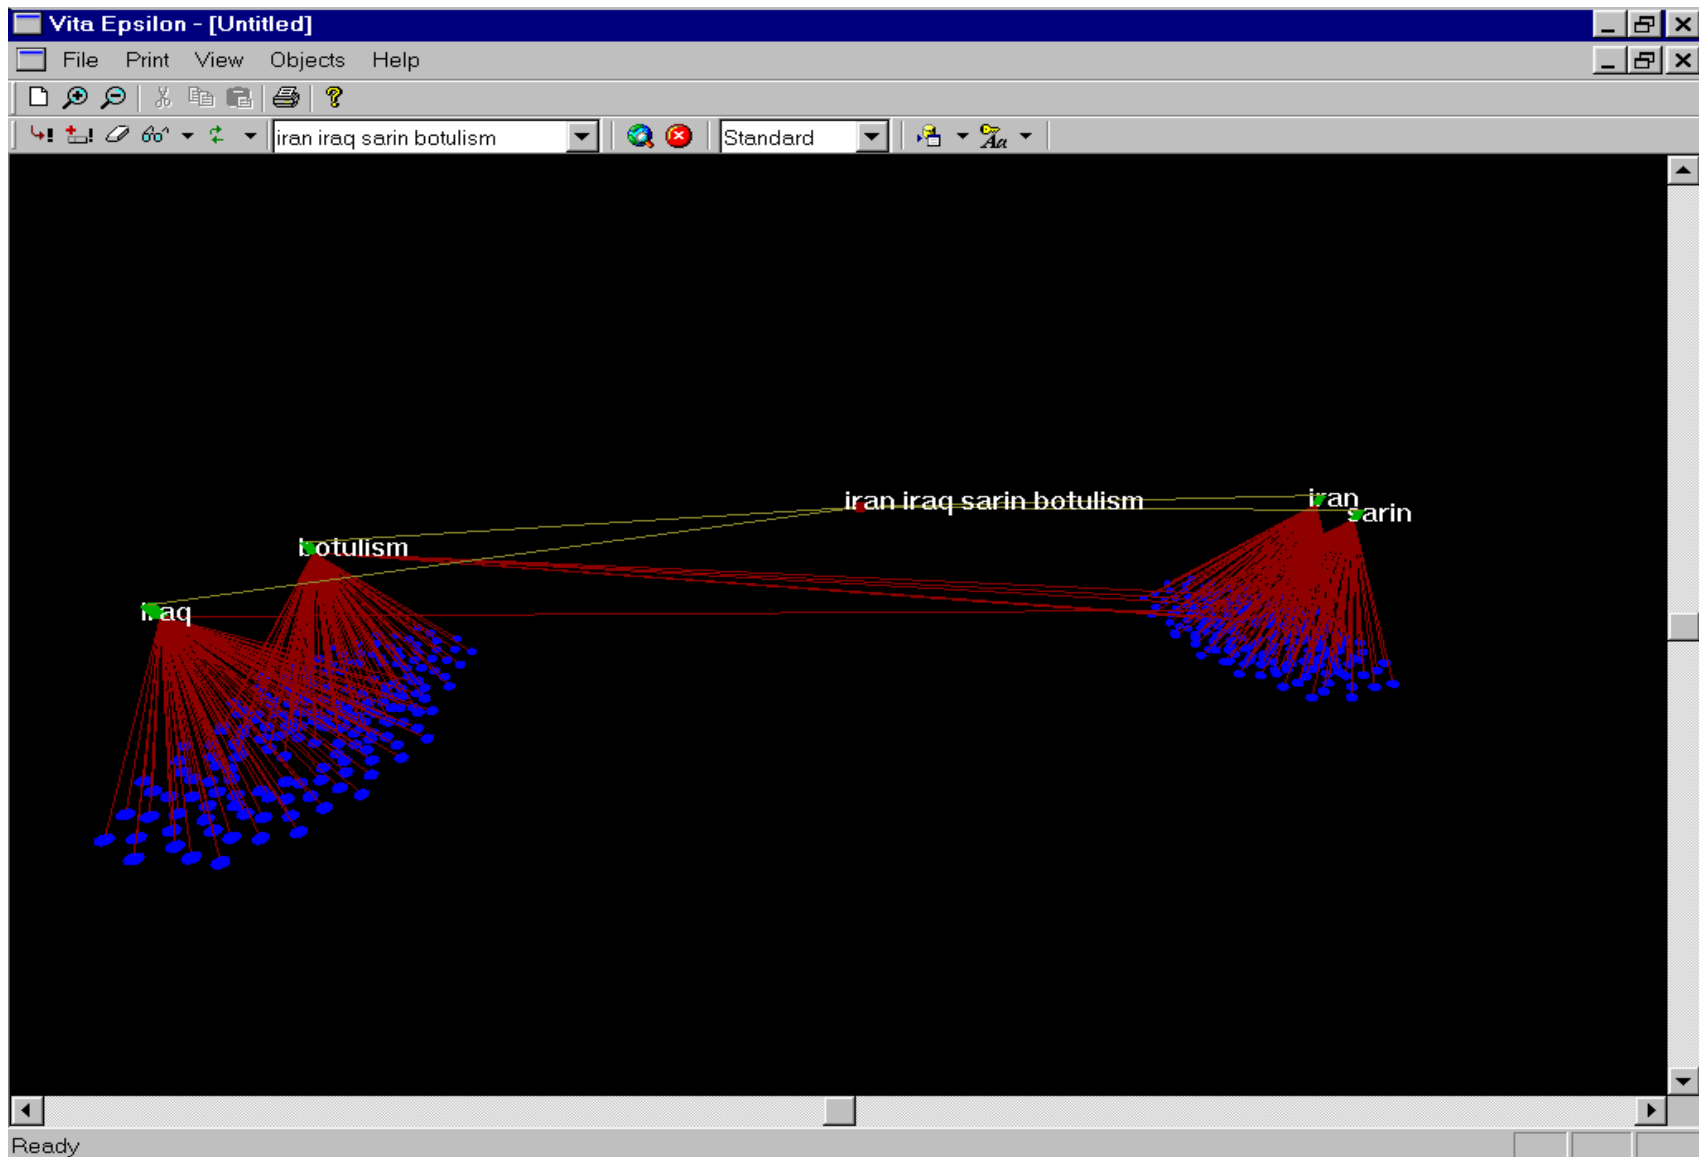 Vita Epsilon - [Untitled]
File Print View Objects Help
iran iraq sarin botulism
Standard
Aa
iran iraq sarin botulism
iran
sarin
botulism
iraq
Ready